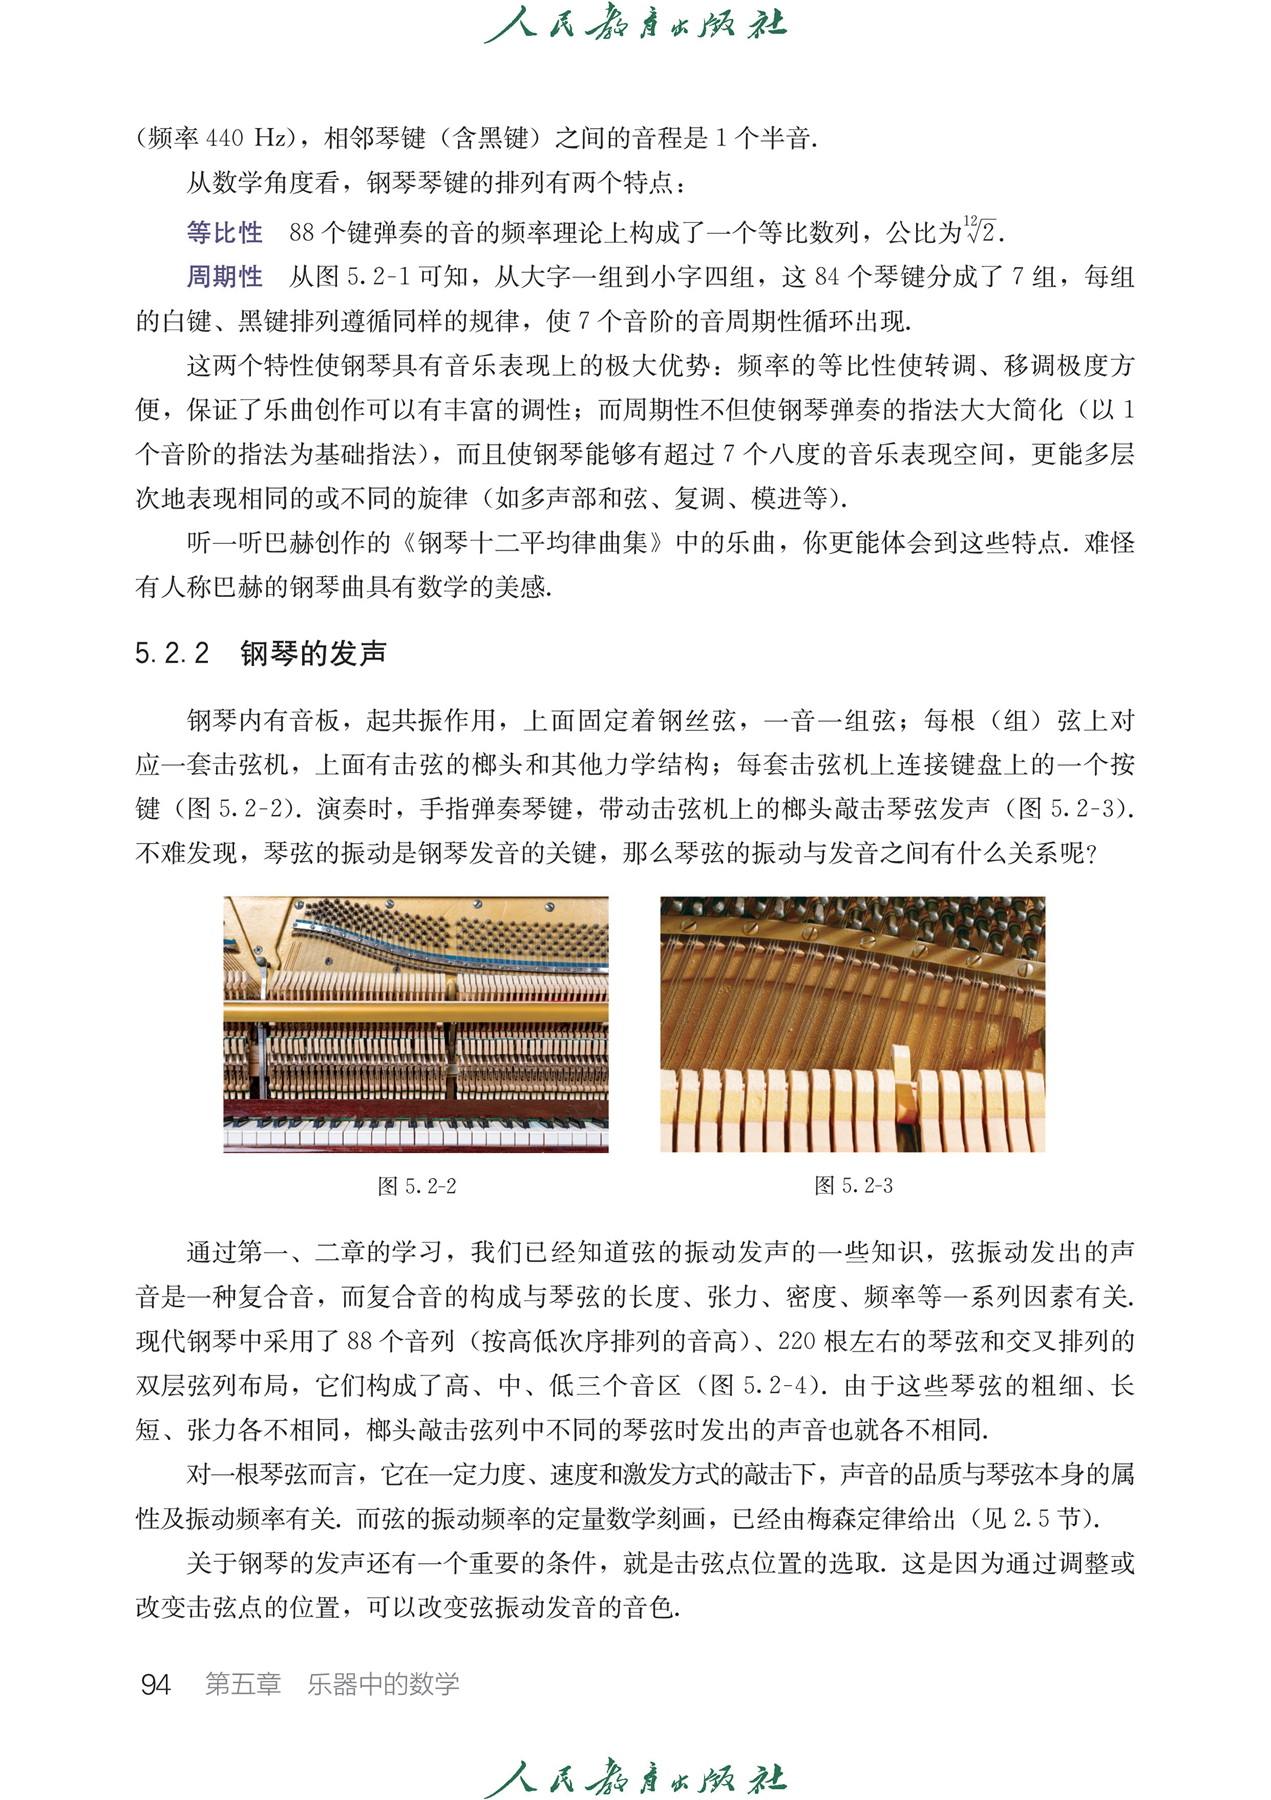 人民教育出版社
（频率 440 Hz），相邻琴键（含黑键）之间的音程是 1 个半音．
从数学角度看，钢琴琴键的排列有两个特点：
等比性　88 个键弹奏的音的频率理论上构成了一个等比数列，公比为 ¹²√2．
周期性　从图 5.2-1 可知，从大字一组到小字四组，这 84 个琴键分成了 7 组，每组
的白键、黑键排列遵循同样的规律，使 7 个音阶的音周期性循环出现．
这两个特性使钢琴具有音乐表现上的极大优势：频率的等比性使转调、移调极度方
便，保证了乐曲创作可以有丰富的调性；而周期性不但使钢琴弹奏的指法大大简化（以 1
个音阶的指法为基础指法），而且使钢琴能够有超过 7 个八度的音乐表现空间，更能多层
次地表现相同的或不同的旋律（如多声部和弦、复调、模进等）．
听一听巴赫创作的《钢琴十二平均律曲集》中的乐曲，你更能体会到这些特点．难怪
有人称巴赫的钢琴曲具有数学的美感．
5.2.2　钢琴的发声
钢琴内有音板，起共振作用，上面固定着钢丝弦，一音一组弦；每根（组）弦上对
应一套击弦机，上面有击弦的榔头和其他力学结构；每套击弦机上连接键盘上的一个按
键（图 5.2-2）．演奏时，手指弹奏琴键，带动击弦机上的榔头敲击琴弦发声（图 5.2-3）．
不难发现，琴弦的振动是钢琴发音的关键，那么琴弦的振动与发音之间有什么关系呢？
图 5.2-2
图 5.2-3
通过第一、二章的学习，我们已经知道弦的振动发声的一些知识，弦振动发出的声
音是一种复合音，而复合音的构成与琴弦的长度、张力、密度、频率等一系列因素有关．
现代钢琴中采用了 88 个音列（按高低次序排列的音高）、220 根左右的琴弦和交叉排列的
双层弦列布局，它们构成了高、中、低三个音区（图 5.2-4）．由于这些琴弦的粗细、长
短、张力各不相同，榔头敲击弦列中不同的琴弦时发出的声音也就各不相同．
对一根琴弦而言，它在一定力度、速度和激发方式的敲击下，声音的品质与琴弦本身的属
性及振动频率有关．而弦的振动频率的定量数学刻画，已经由梅森定律给出（见 2.5 节）．
关于钢琴的发声还有一个重要的条件，就是击弦点位置的选取．这是因为通过调整或
改变击弦点的位置，可以改变弦振动发音的音色．
94　第五章　乐器中的数学
人民教育出版社